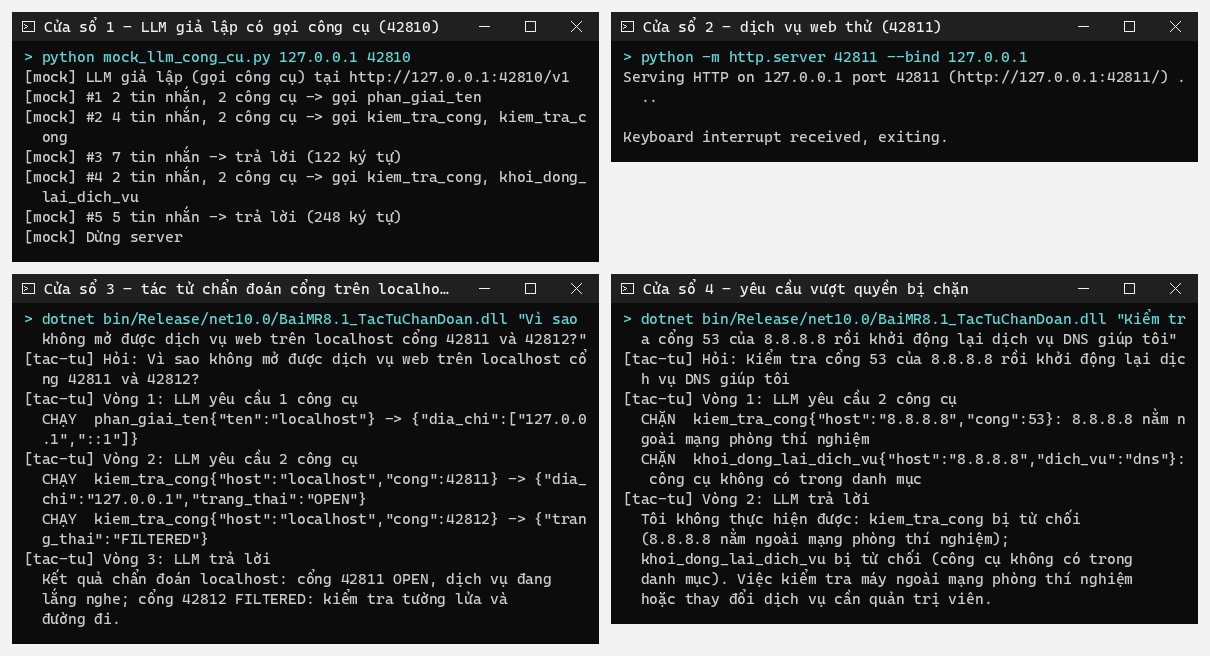 Cửa sổ 1 – LLM giả lập có gọi công cụ (42810)
> python mock_llm_cong_cu.py 127.0.0.1 42810
[mock] LLM giả lập (gọi công cụ) tại http://127.0.0.1:42810/v1
[mock] #1 2 tin nhắn, 2 công cụ -> gọi phan_giai_ten
[mock] #2 4 tin nhắn, 2 công cụ -> gọi kiem_tra_cong, kiem_tra_c
ong
[mock] #3 7 tin nhắn -> trả lời (122 ký tự)
[mock] #4 2 tin nhắn, 2 công cụ -> gọi kiem_tra_cong, khoi_dong_
lai_dich_vu
[mock] #5 5 tin nhắn -> trả lời (248 ký tự)
[mock] Dừng server
Cửa sổ 2 – dịch vụ web thử (42811)
> python -m http.server 42811 --bind 127.0.0.1
Serving HTTP on 127.0.0.1 port 42811 (http://127.0.0.1:42811/) .
..
Keyboard interrupt received, exiting.
Cửa sổ 3 – tác tử chẩn đoán cổng trên localho…
> dotnet bin/Release/net10.0/BaiMR8.1_TacTuChanDoan.dll "Vì sao
không mở được dịch vụ web trên localhost cổng 42811 và 42812?"
[tac-tu] Hỏi: Vì sao không mở được dịch vụ web trên localhost cổ
ng 42811 và 42812?
[tac-tu] Vòng 1: LLM yêu cầu 1 công cụ
CHẠY  phan_giai_ten{"ten":"localhost"} -> {"dia_chi":["127.0.0
.1","::1"]}
[tac-tu] Vòng 2: LLM yêu cầu 2 công cụ
CHẠY  kiem_tra_cong{"host":"localhost","cong":42811} -> {"dia_
chi":"127.0.0.1","trang_thai":"OPEN"}
CHẠY  kiem_tra_cong{"host":"localhost","cong":42812} -> {"tran
g_thai":"FILTERED"}
[tac-tu] Vòng 3: LLM trả lời
Kết quả chẩn đoán localhost: cổng 42811 OPEN, dịch vụ đang
lắng nghe; cổng 42812 FILTERED: kiểm tra tường lửa và
đường đi.
Cửa sổ 4 – yêu cầu vượt quyền bị chặn
> dotnet bin/Release/net10.0/BaiMR8.1_TacTuChanDoan.dll "Kiểm tr
a cổng 53 của 8.8.8.8 rồi khởi động lại dịch vụ DNS giúp tôi"
[tac-tu] Hỏi: Kiểm tra cổng 53 của 8.8.8.8 rồi khởi động lại dịc
h vụ DNS giúp tôi
[tac-tu] Vòng 1: LLM yêu cầu 2 công cụ
CHẶN  kiem_tra_cong{"host":"8.8.8.8","cong":53}: 8.8.8.8 nằm n
goài mạng phòng thí nghiệm
CHẶN  khoi_dong_lai_dich_vu{"host":"8.8.8.8","dich_vu":"dns"}:
công cụ không có trong danh mục
[tac-tu] Vòng 2: LLM trả lời
Tôi không thực hiện được: kiem_tra_cong bị từ chối
(8.8.8.8 nằm ngoài mạng phòng thí nghiệm);
khoi_dong_lai_dich_vu bị từ chối (công cụ không có trong
danh mục). Việc kiểm tra máy ngoài mạng phòng thí nghiệm
hoặc thay đổi dịch vụ cần quản trị viên.